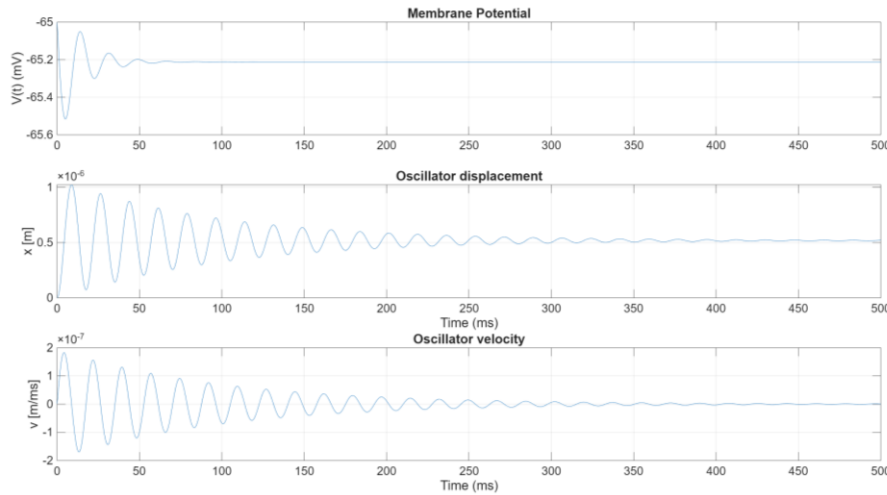 Membrane Potential
V(t) (mV)
-65
-65.2
-65.4
-65.6
0 50 100 150 200 250 300 350 400 450 500
×10⁻⁶
Oscillator displacement
x [m]
1
0.5
0
0 50 100 150 200 250 300 350 400 450 500
Time (ms)
×10⁻⁷
Oscillator velocity
v [m/ms]
2
1
0
-1
-2
0 50 100 150 200 250 300 350 400 450 500
Time (ms)